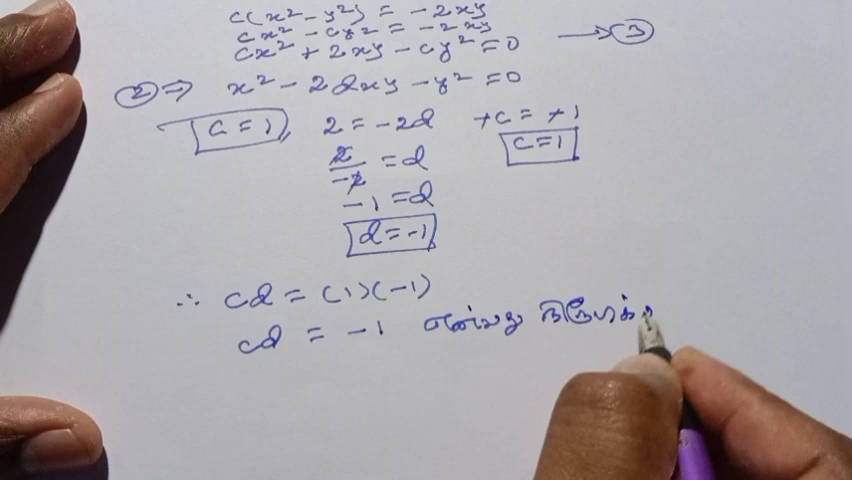 c(x² - y²) = -2xy
cx² - cy² = -2xy
cx² + 2xy - cy² = 0 → ③
② ⇒ x² - 2dxy - y² = 0
c = 1, 2 = -2d +c = +1
2/-2 = d c = 1
-1 = d
d = -1
∴ cd = (1)(-1)
cd = -1 என்பது நிரூபிக்க